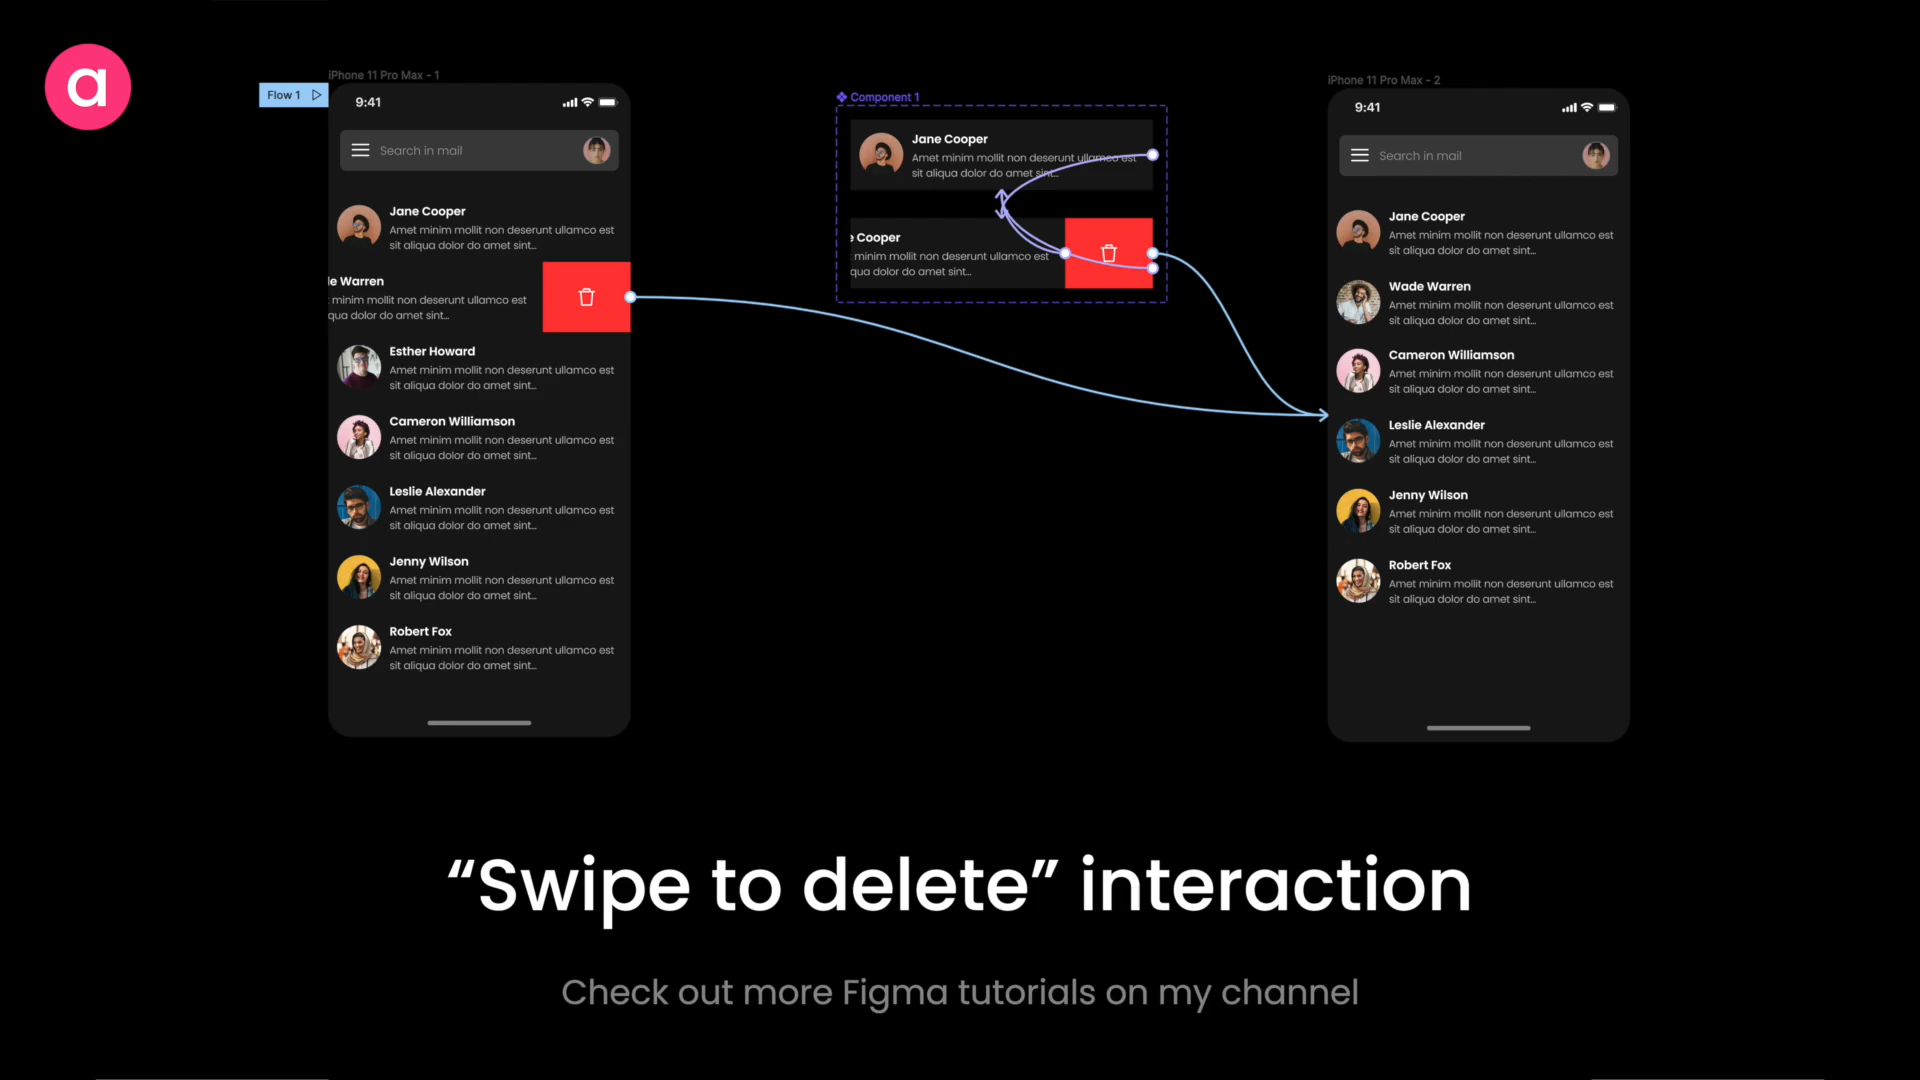 a
iPhone 11 Pro Max - 1
Flow 1
9:41
Search in mail
Jane Cooper
Amet minim mollit non deserunt ullamco est
sit aliqua dolor do amet sint...
e Warren
minim mollit non deserunt ullamco est
qua dolor do amet sint...
Esther Howard
Amet minim mollit non deserunt ullamco est
sit aliqua dolor do amet sint...
Cameron Williamson
Amet minim mollit non deserunt ullamco est
sit aliqua dolor do amet sint...
Leslie Alexander
Amet minim mollit non deserunt ullamco est
sit aliqua dolor do amet sint...
Jenny Wilson
Amet minim mollit non deserunt ullamco est
sit aliqua dolor do amet sint...
Robert Fox
Amet minim mollit non deserunt ullamco est
sit aliqua dolor do amet sint...
Component 1
Jane Cooper
Amet minim mollit non deserunt ullamco est
sit aliqua dolor do amet sint...
e Cooper
minim mollit non deserunt ullamco est
qua dolor do amet sint...
iPhone 11 Pro Max - 2
9:41
Search in mail
Jane Cooper
Amet minim mollit non deserunt ullamco est
sit aliqua dolor do amet sint...
Wade Warren
Amet minim mollit non deserunt ullamco est
sit aliqua dolor do amet sint...
Cameron Williamson
Amet minim mollit non deserunt ullamco est
sit aliqua dolor do amet sint...
Leslie Alexander
Amet minim mollit non deserunt ullamco est
sit aliqua dolor do amet sint...
Jenny Wilson
Amet minim mollit non deserunt ullamco est
sit aliqua dolor do amet sint...
Robert Fox
Amet minim mollit non deserunt ullamco est
sit aliqua dolor do amet sint...
“Swipe to delete” interaction
Check out more Figma tutorials on my channel